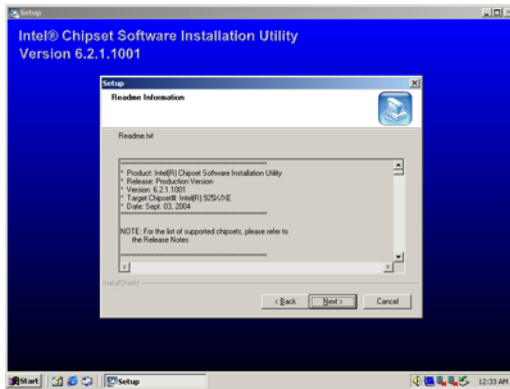 Setup
Intel® Chipset Software Installation Utility
Version 6.2.1.1001
Setup
Readme Information
Readme.txt
* Product: Intel(R) Chipset Software Installation Utility
* Release: Production Version
* Version: 6.2.1.1001
* Target Chipset#: Intel(R) 925X/XE
* Date: Sept. 03, 2004
NOTE: For the list of supported chipsets, please refer to
the Release Notes
InstallShield
< Back
Next >
Cancel
Start
Setup
12:33 AM